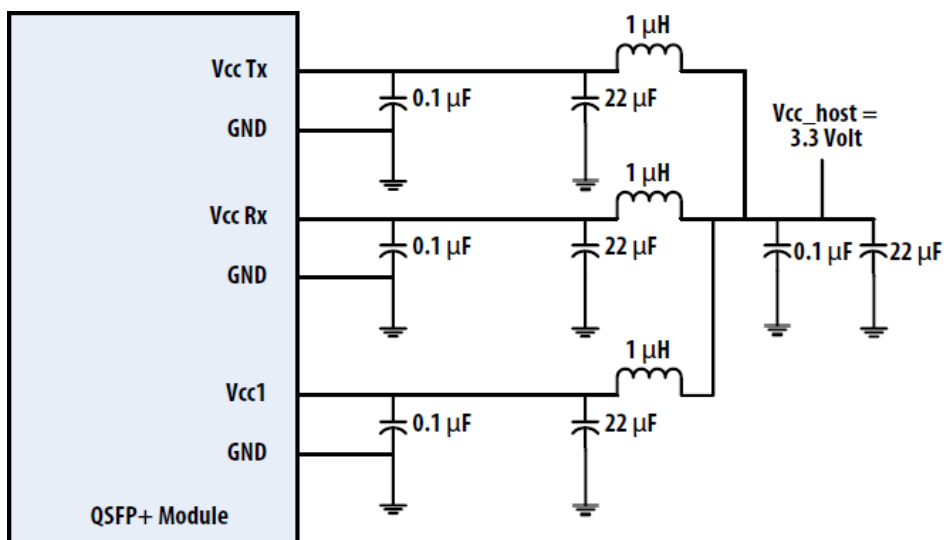 1 µH
Vcc Tx
0.1 µF
22 µF
GND
Vcc_host =
3.3 Volt
1 µH
Vcc Rx
0.1 µF
22 µF
0.1 µF
22 µF
GND
1 µH
Vcc1
0.1 µF
22 µF
GND
QSFP+ Module